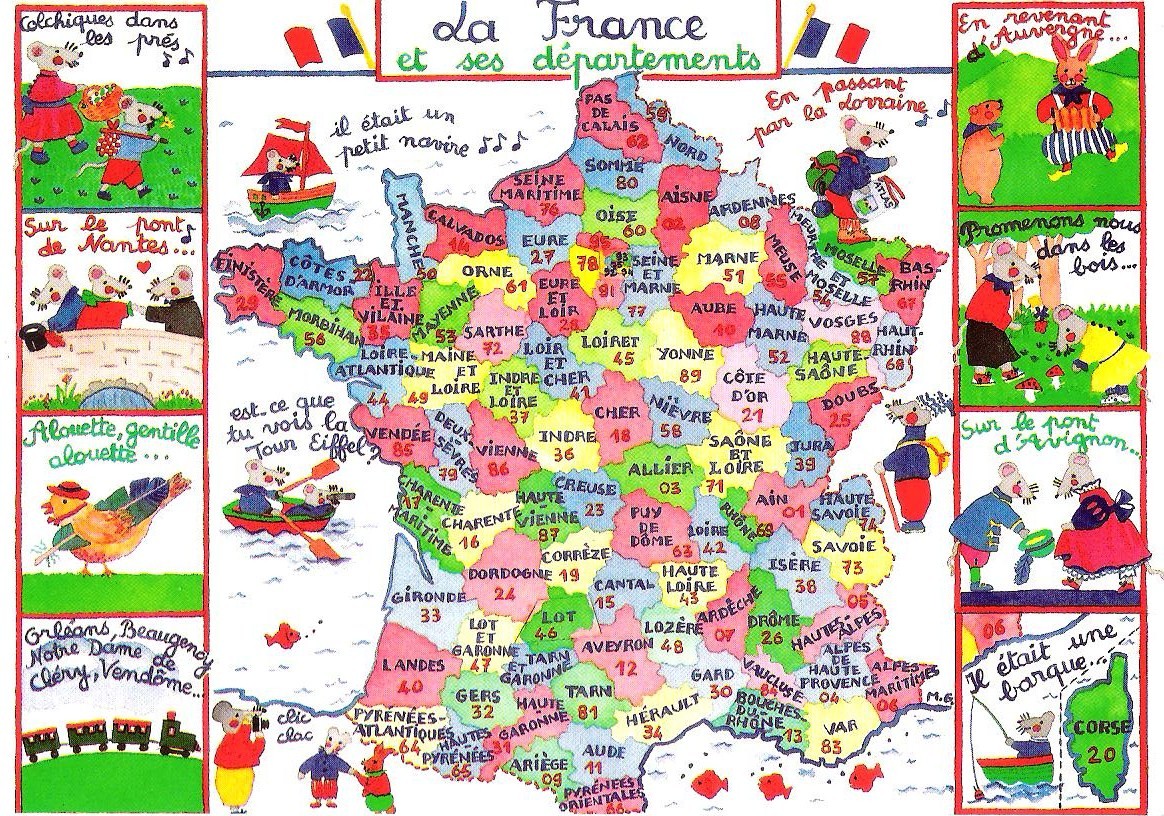 La France
et ses départements
Colchiques dans
les prés
Sur le pont
de Nantes...
Alouette, gentille
alouette...
Orléans, Beaugency
Notre Dame de
Cléry, Vendôme...
il était un
petit navire
En passant
par la Lorraine
ATLAS
est-ce que
tu vois la
Tour Eiffel?
clic
clac
En revenant
d'Auvergne...
Promenons nous
dans les
bois...
Sur le pont
d'Avignon...
06
Il était une
barque...
CORSE
20
PAS
DE
CALAIS
62
59
NORD
SOMME
80
SEINE
MARITIME
76
AISNE
02
ARDENNES
08
OISE
60
MANCHE
50
CALVADOS
14
EURE
27
95
78
91
SEINE
ET
MARNE
77
MARNE
51
MEUSE
55
MEURTHE ET
MOSELLE
54
MOSELLE
57
BAS-
RHIN
67
FINISTÈRE
29
CÔTES
D'ARMOR
22
ILLE
ET
VILAINE
35
MORBIHAN
56
ORNE
61
MAYENNE
53
SARTHE
72
EURE
ET
LOIR
28
AUBE
10
HAUTE
MARNE
52
VOSGES
88
HAUT-
RHIN
68
LOIRE
ATLANTIQUE
44
MAINE
ET
LOIRE
49
INDRE
ET
LOIRE
37
LOIR
ET
CHER
41
LOIRET
45
YONNE
89
CÔTE
D'OR
21
HAUTE-
SAÔNE
DOUBS
25
VENDÉE
85
DEUX
SÈVRES
79
VIENNE
86
INDRE
36
CHER
18
NIÈVRE
58
SAÔNE
ET
LOIRE
71
JURA
39
ALLIER
03
CREUSE
23
HAUTE
VIENNE
87
CHARENTE
MARITIME
17
CHARENTE
16
PUY
DE
DÔME
63
LOIRE
42
RHÔNE
69
AIN
01
HAUTE
SAVOIE
74
SAVOIE
73
ISÈRE
38
CORRÈZE
19
DORDOGNE
24
GIRONDE
33
CANTAL
15
HAUTE
LOIRE
43
ARDÈCHE
07
DRÔME
26
05
HAUTES
ALPES
LOT
46
LOT
ET
GARONNE
47
AVEYRON
12
LOZÈRE
48
LANDES
40
TARN
ET
GARONNE
GERS
32
TARN
81
GARD
30
VAUCLUSE
84
ALPES
DE
HAUTE
PROVENCE
04
ALPES-
MARITIMES
06
M.G.
HAUTE
GARONNE
31
HÉRAULT
34
BOUCHES
DU
RHÔNE
13
VAR
83
PYRÉNÉES-
ATLANTIQUES
64
HAUTES
PYRÉNÉES
65
ARIÈGE
09
AUDE
11
PYRÉNÉES
ORIENTALES
66